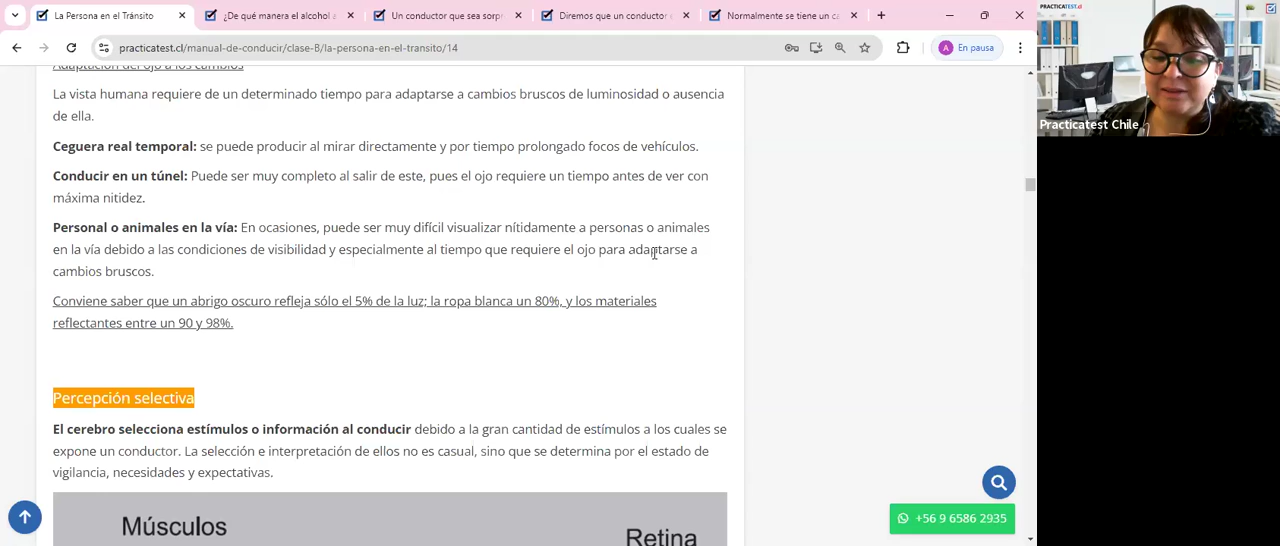 La Persona en el Tránsito
¿De qué manera el alcohol a
Un conductor que sea sorpr
Diremos que un conductor e
Normalmente se tiene un ca
practicatest.cl/manual-de-conducir/clase-B/la-persona-en-el-transito/14
A
En pausa
PRACTICATEST.cl
Practicatest Chile
Adaptación del ojo a los cambios
La vista humana requiere de un determinado tiempo para adaptarse a cambios bruscos de luminosidad o ausencia
de ella.
Ceguera real temporal: se puede producir al mirar directamente y por tiempo prolongado focos de vehículos.
Conducir en un túnel: Puede ser muy completo al salir de este, pues el ojo requiere un tiempo antes de ver con
máxima nitidez.
Personal o animales en la vía: En ocasiones, puede ser muy difícil visualizar nítidamente a personas o animales
en la vía debido a las condiciones de visibilidad y especialmente al tiempo que requiere el ojo para adaptarse a
cambios bruscos.
Conviene saber que un abrigo oscuro refleja sólo el 5% de la luz; la ropa blanca un 80%, y los materiales
reflectantes entre un 90 y 98%.
Percepción selectiva
El cerebro selecciona estímulos o información al conducir debido a la gran cantidad de estímulos a los cuales se
expone un conductor. La selección e interpretación de ellos no es casual, sino que se determina por el estado de
vigilancia, necesidades y expectativas.
Músculos
Retina
+56 9 6586 2935